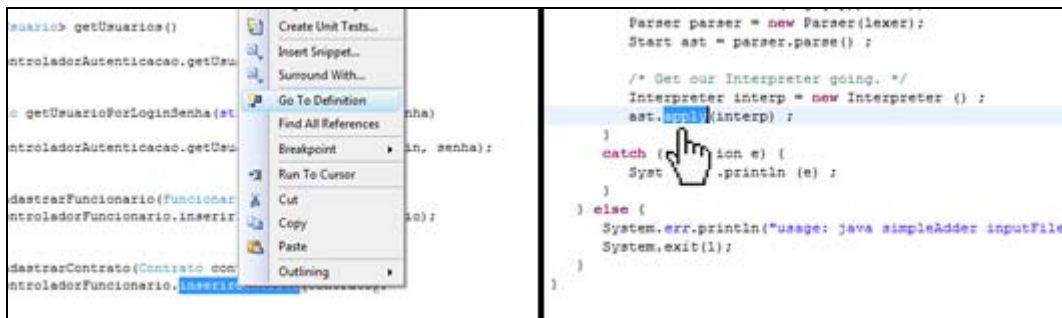 suario> getUsuarios()
ntroladorAutenticacao.getUsu
c getUsuarioPorLoginSenha(st nha)
ntroladorAutenticacao.getUsu in, senha);
dastrarFuncionario(Funcionar
ntroladorFuncionario.inserir io);
dastrarContrato(Contrato con
ntroladorFuncionario.inserir
Create Unit Tests...
Insert Snippet...
Surround With...
Go To Definition
Find All References
Breakpoint
Run To Cursor
Cut
Copy
Paste
Outlining
Parser parser = new Parser(lexer);
Start ast = parser.parse() ;
/* Get our Interpreter going. */
Interpreter interp = new Interpreter () ;
ast.apply(interp) ;
}
catch ( ion e) {
Syst .println (e) ;
}
} else {
System.err.println("usage: java simpleAdder inputFile
System.exit(1);
}
}